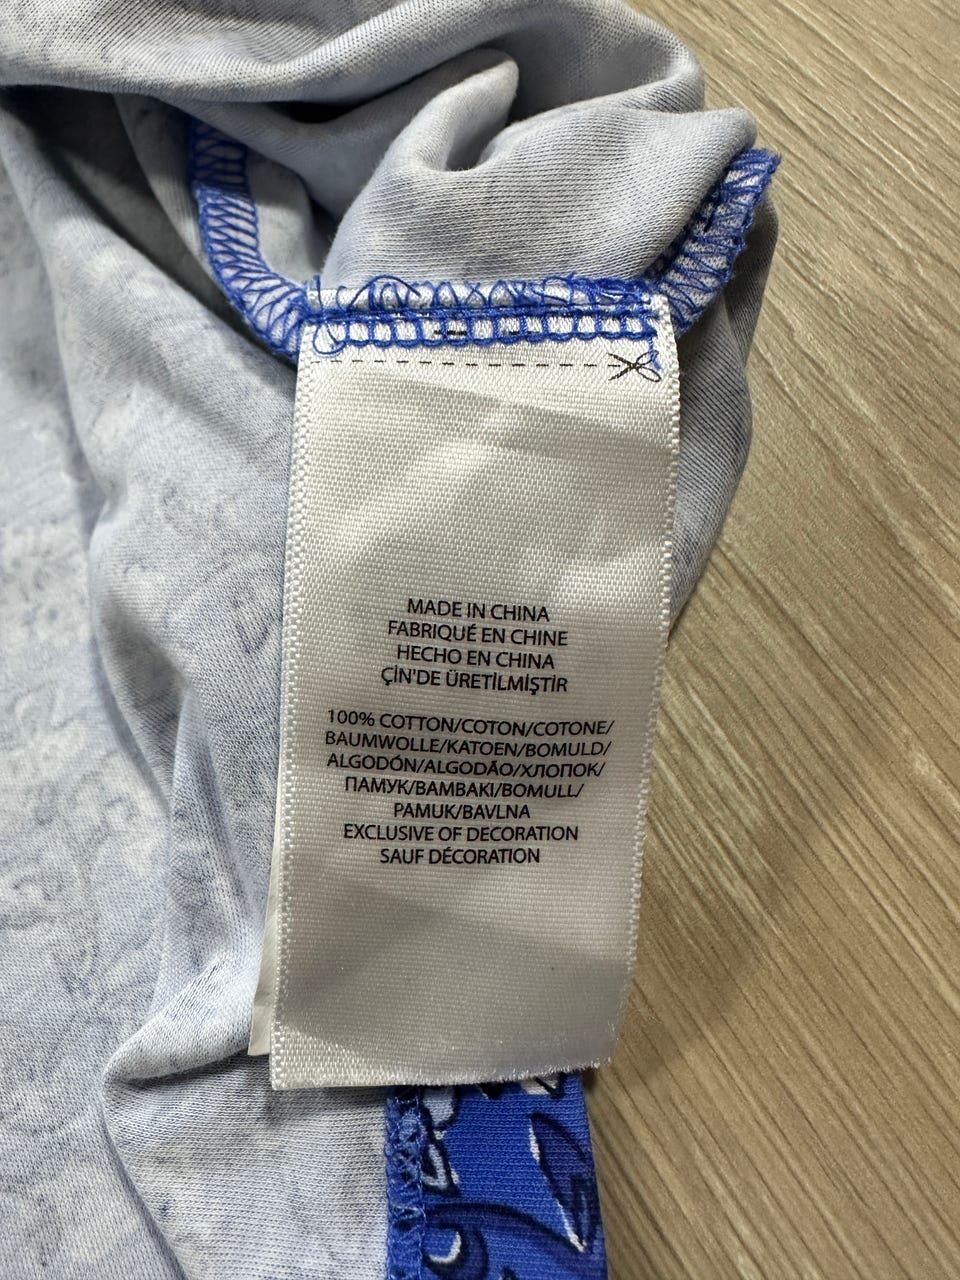 MADE IN CHINA
FABRIQUÉ EN CHINE
HECHO EN CHINA
ÇİN'DE ÜRETİLMİŞTİR
100% COTTON/COTON/COTONE/
BAUMWOLLE/KATOEN/BOMULD/
ALGODÓN/ALGODÃO/ХЛОПОК/
ПАМУК/BAMBAKI/BOMULL/
PAMUK/BAVLNA
EXCLUSIVE OF DECORATION
SAUF DÉCORATION